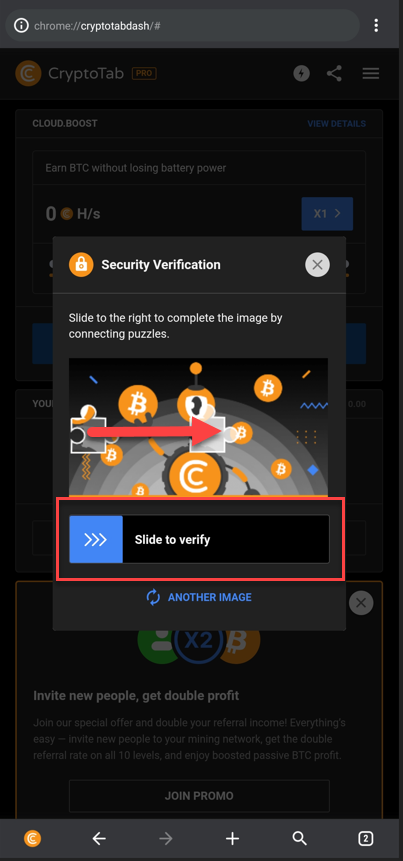 chrome://cryptotabdash/#
CryptoTab PRO
CLOUD.BOOST VIEW DETAILS
Earn BTC without losing battery power
0 H/s X1
Security Verification
Slide to the right to complete the image by
connecting puzzles.
YOU 0.00
Slide to verify
ANOTHER IMAGE
X2
Invite new people, get double profit
Join our special offer and double your referral income! Everything's
easy — invite new people to your mining network, get the double
referral rate on all 10 levels, and enjoy boosted passive BTC profit.
JOIN PROMO
2